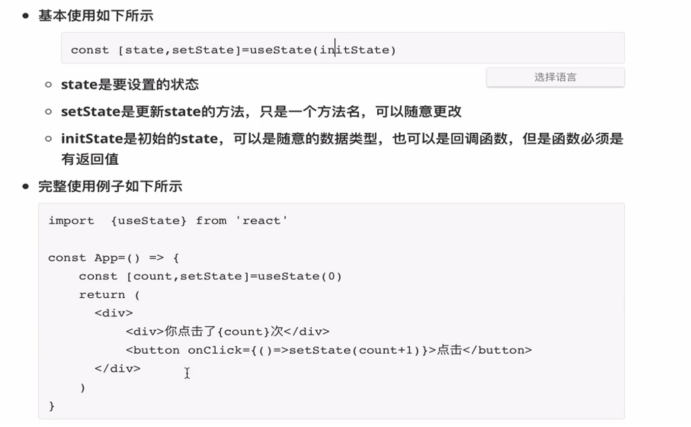 基本使用如下所示
const [state,setState]=useState(initState)
选择语言
state是要设置的状态
setState是更新state的方法，只是一个方法名，可以随意更改
initState是初始的state，可以是随意的数据类型，也可以是回调函数，但是函数必须是
有返回值
完整使用例子如下所示
import  {useState} from 'react'
const App=() => {
    const [count,setState]=useState(0)
    return (
      <div>
          <div>你点击了{count}次</div>
          <button onClick={()=>setState(count+1)}>点击</button>
      </div>
    )
}